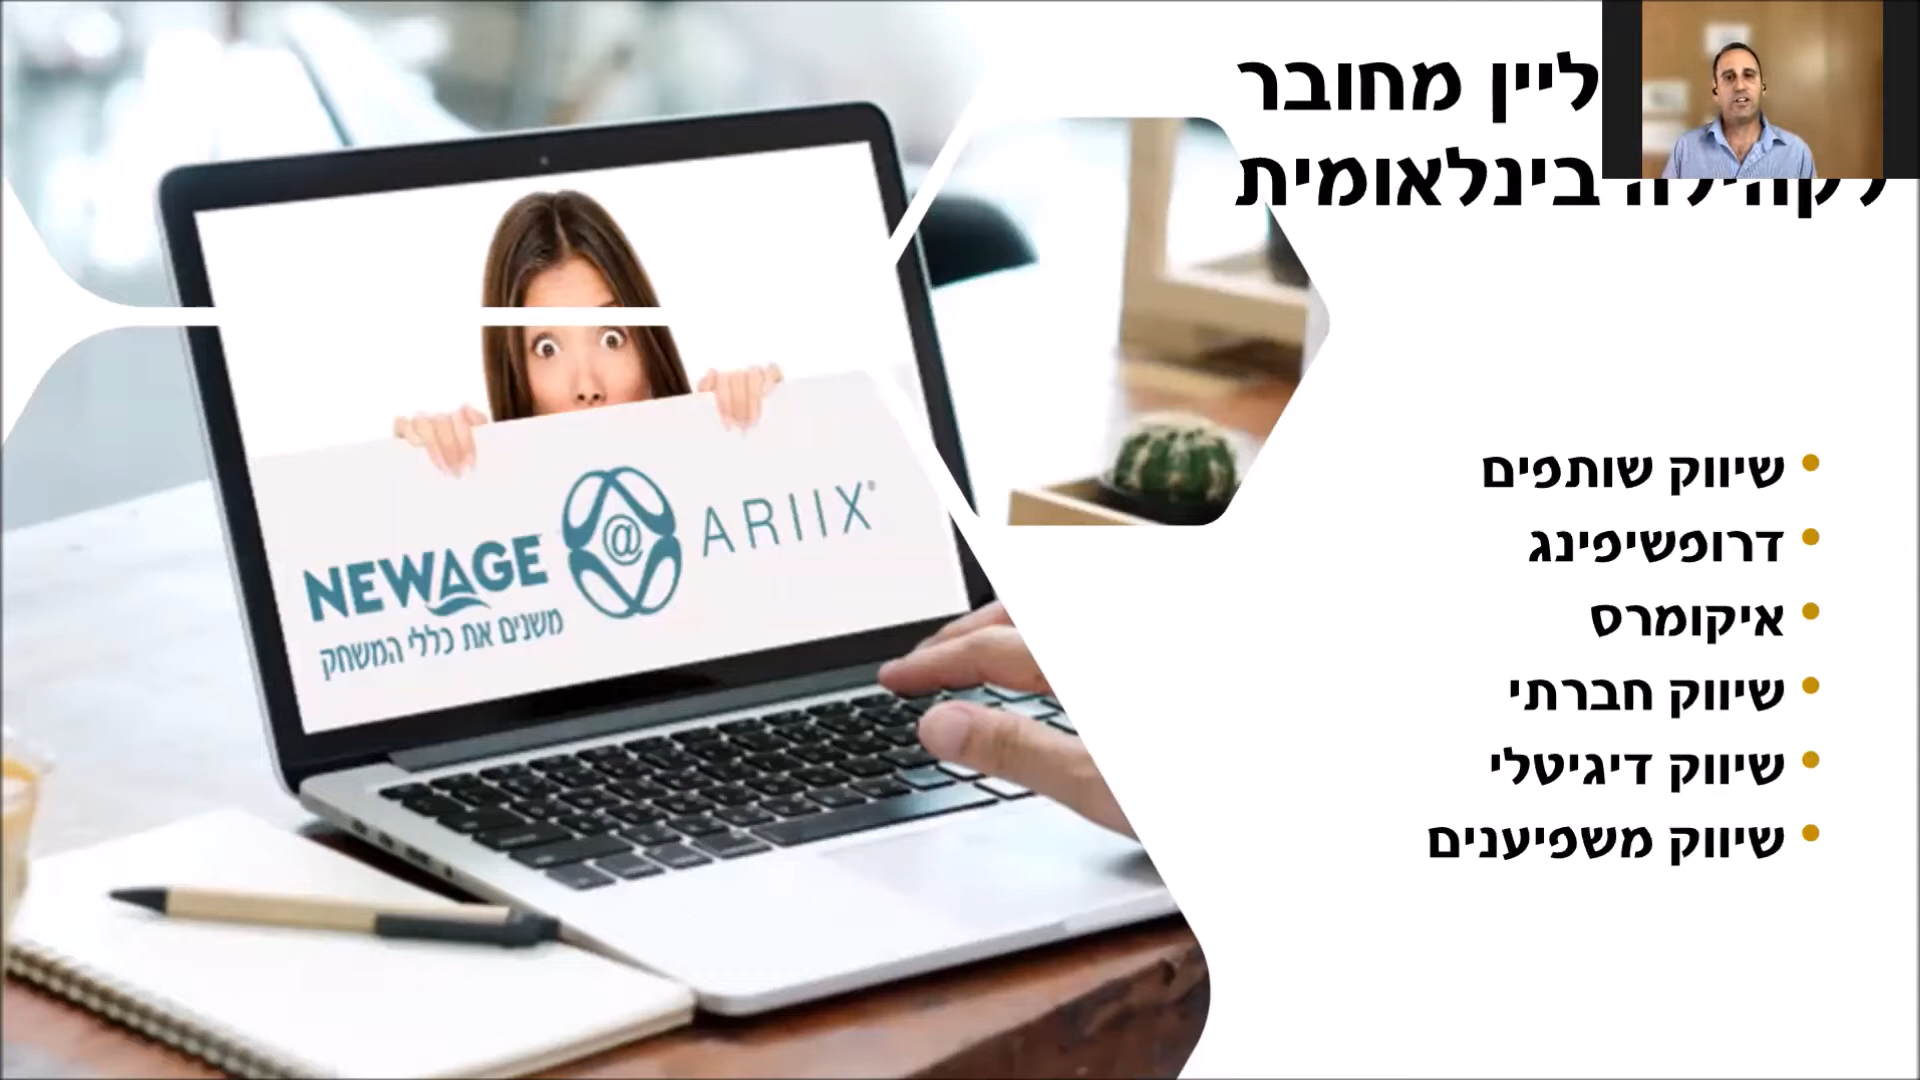 ליין מחובר
לקהילה בינלאומית
NEWAGE @ ARIIX®
משנים את כללי המשחק
• שיווק שותפים
• דרופשיפינג
• איקומרס
• שיווק חברתי
• שיווק דיגיטלי
• שיווק משפיענים